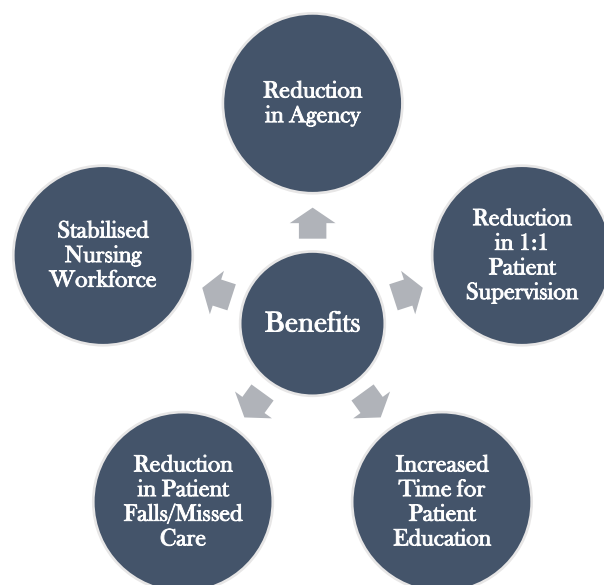 Reduction
in Agency
Stabilised
Nursing
Workforce
Reduction
in 1:1
Patient
Supervision
Benefits
Reduction
in Patient
Falls/Missed
Care
Increased
Time for
Patient
Education